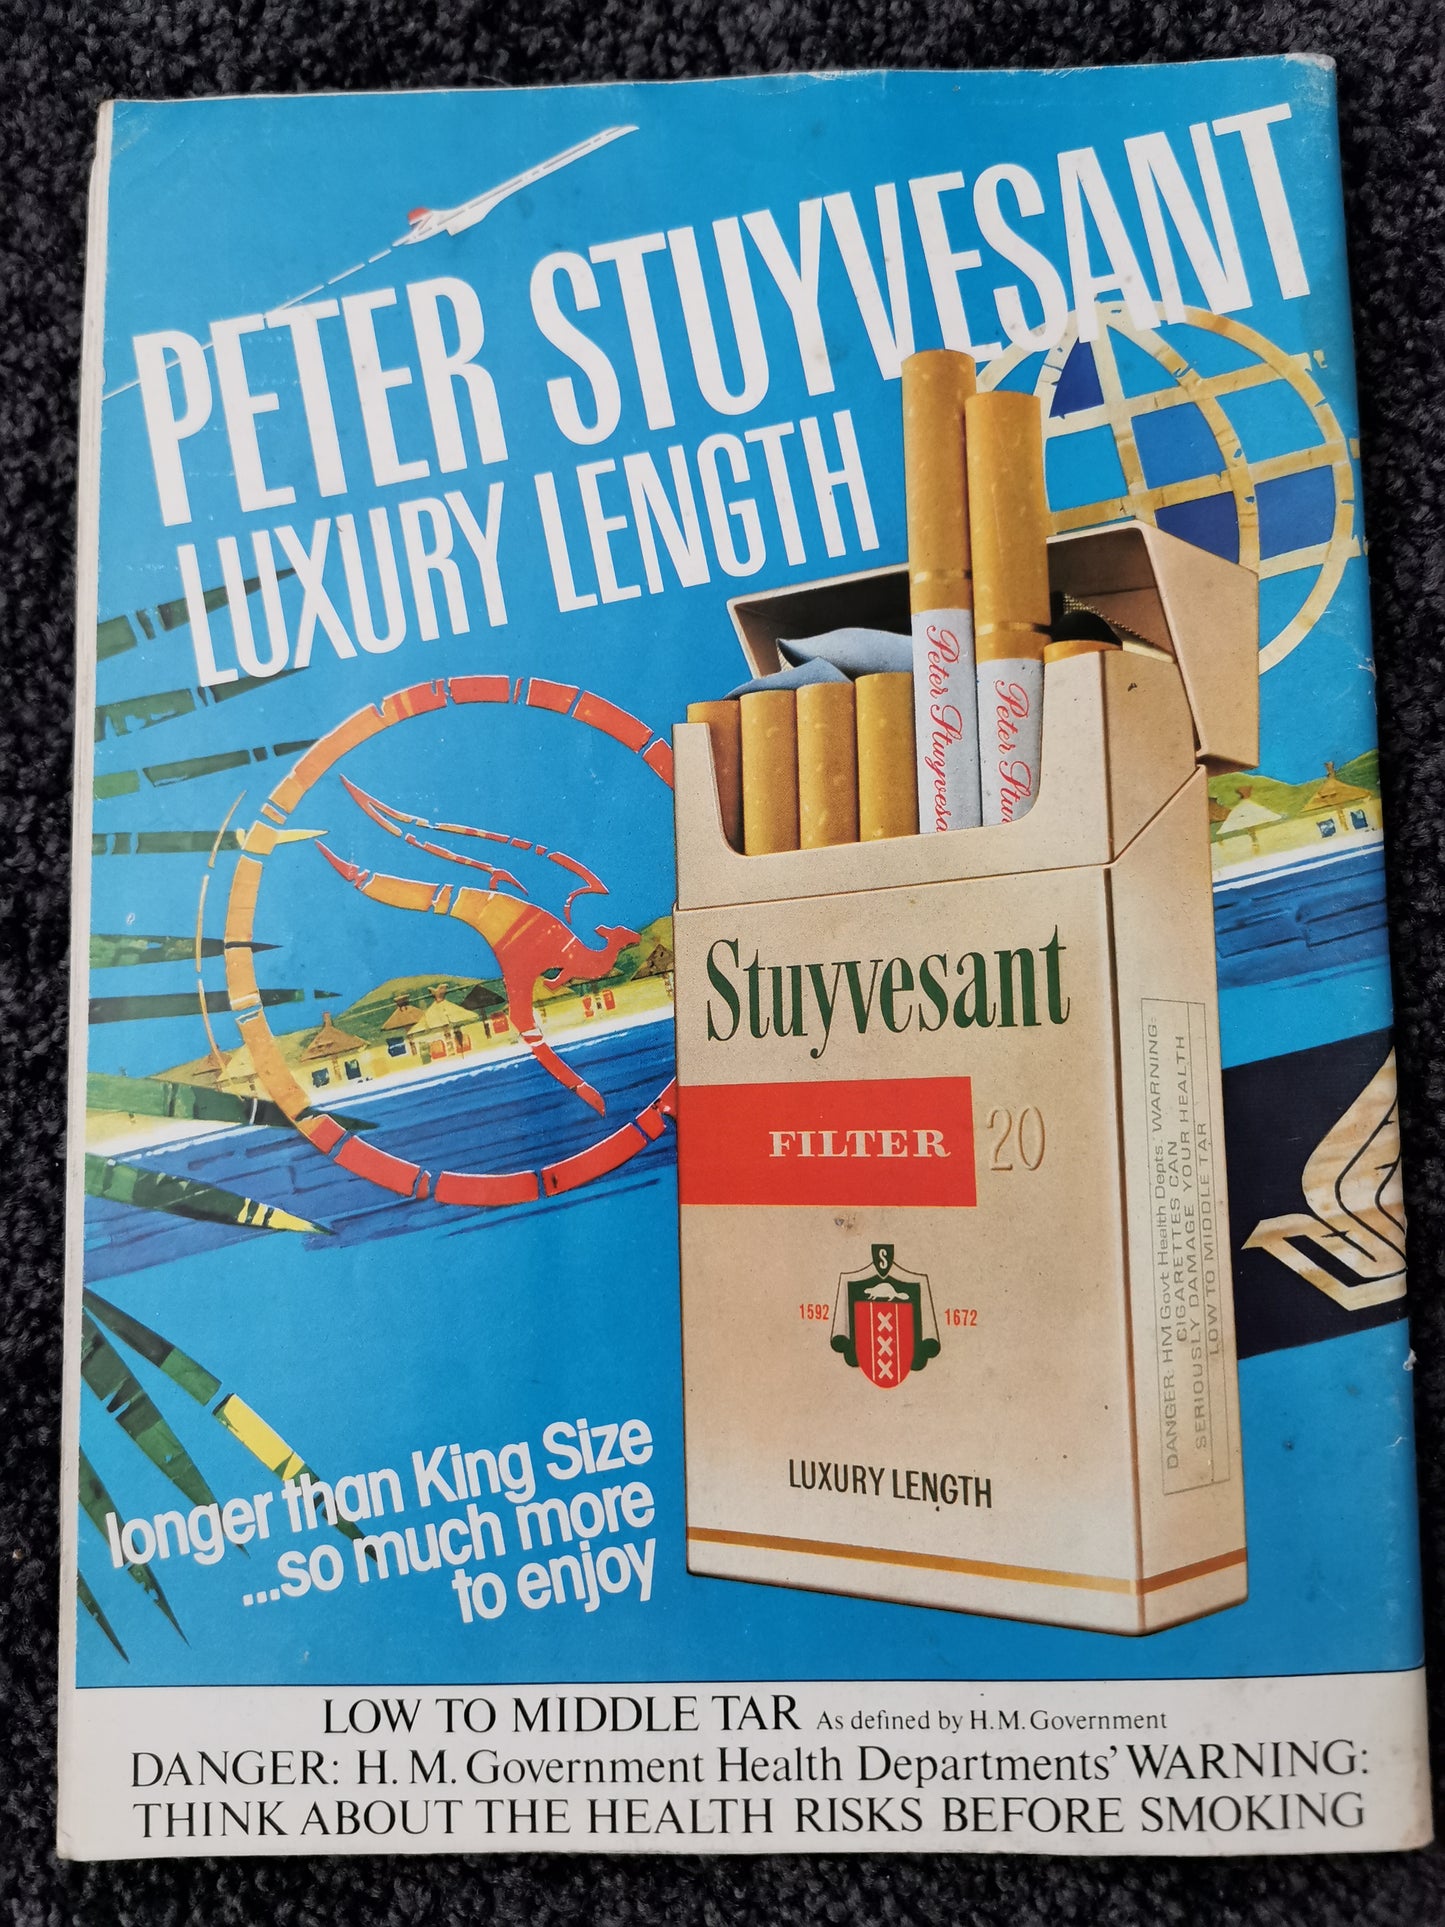 PETER STUYVESANT
LUXURY LENGTH
Peter Stuyvesa
Peter Stu
Stuyvesant
FILTER 20
S
1592 1672
XXX
LUXURY LENGTH
DANGER: HM Govt Health Depts' WARNING:
CIGARETTES CAN
SERIOUSLY DAMAGE YOUR HEALTH
LOW TO MIDDLE TAR
longer than King Size
...so much more
to enjoy
LOW TO MIDDLE TAR As defined by H.M. Government
DANGER: H.M. Government Health Departments' WARNING:
THINK ABOUT THE HEALTH RISKS BEFORE SMOKING